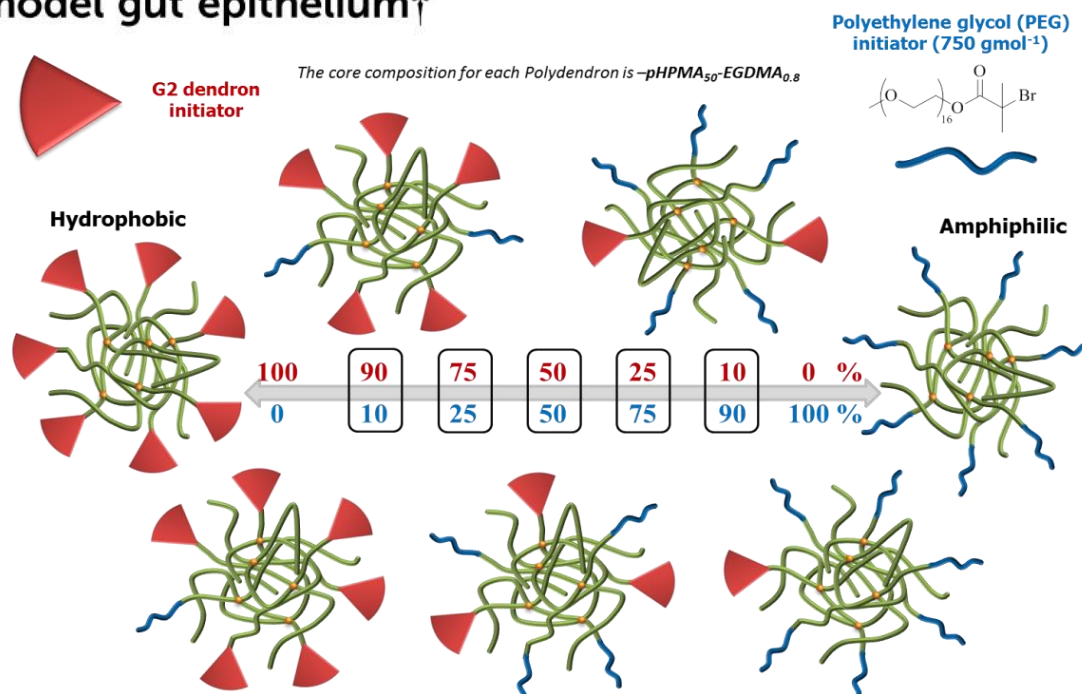 model gut epithelium†
Polyethylene glycol (PEG)
initiator (750 gmol-1)
G2 dendron
initiator
The core composition for each Polydendron is –pHPMA50-EGDMA0.8
O
O
O
16
Br
Hydrophobic
Amphiphilic
100 90 75 50 25 10 0 %
0 10 25 50 75 90 100 %